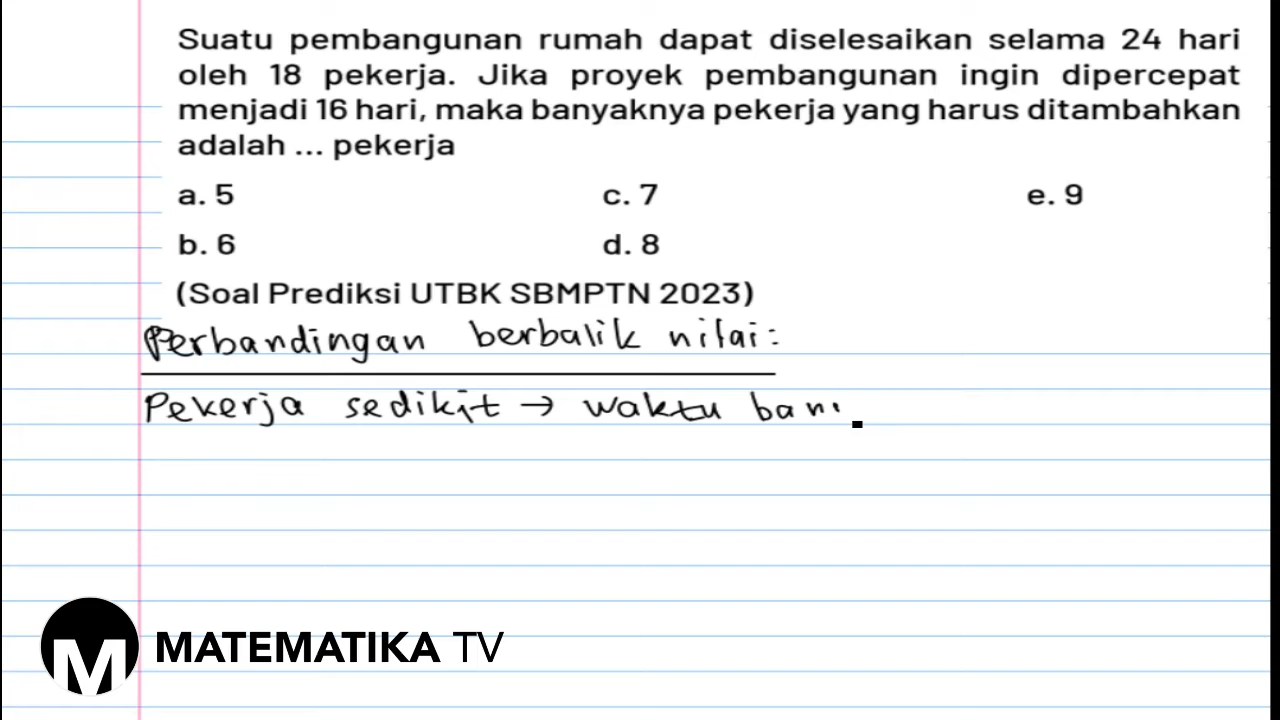 Suatu pembangunan rumah dapat diselesaikan selama 24 hari
oleh 18 pekerja. Jika proyek pembangunan ingin dipercepat
menjadi 16 hari, maka banyaknya pekerja yang harus ditambahkan
adalah ... pekerja
a. 5 c. 7 e. 9
b. 6 d. 8
(Soal Prediksi UTBK SBMPTN 2023)
Perbandingan berbalik nilai:
Pekerja sedikit → waktu
M MATEMATIKA TV